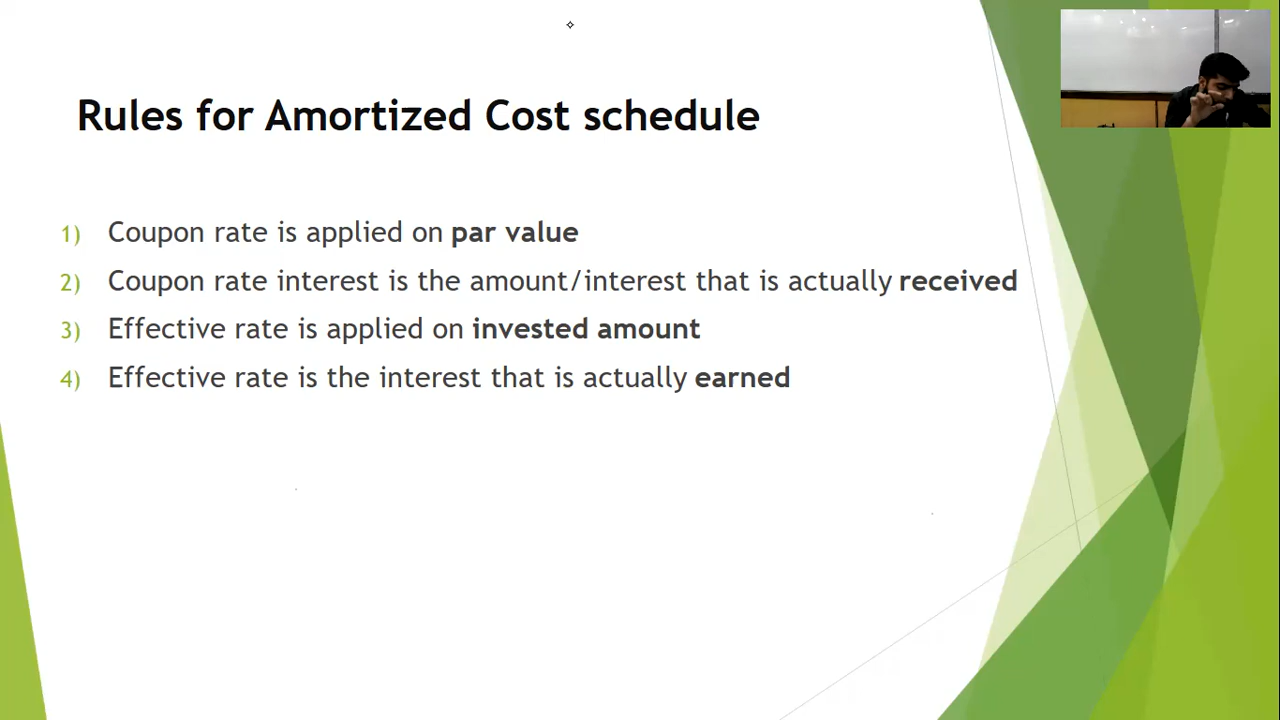 Rules for Amortized Cost schedule
1) Coupon rate is applied on par value
2) Coupon rate interest is the amount/interest that is actually received
3) Effective rate is applied on invested amount
4) Effective rate is the interest that is actually earned